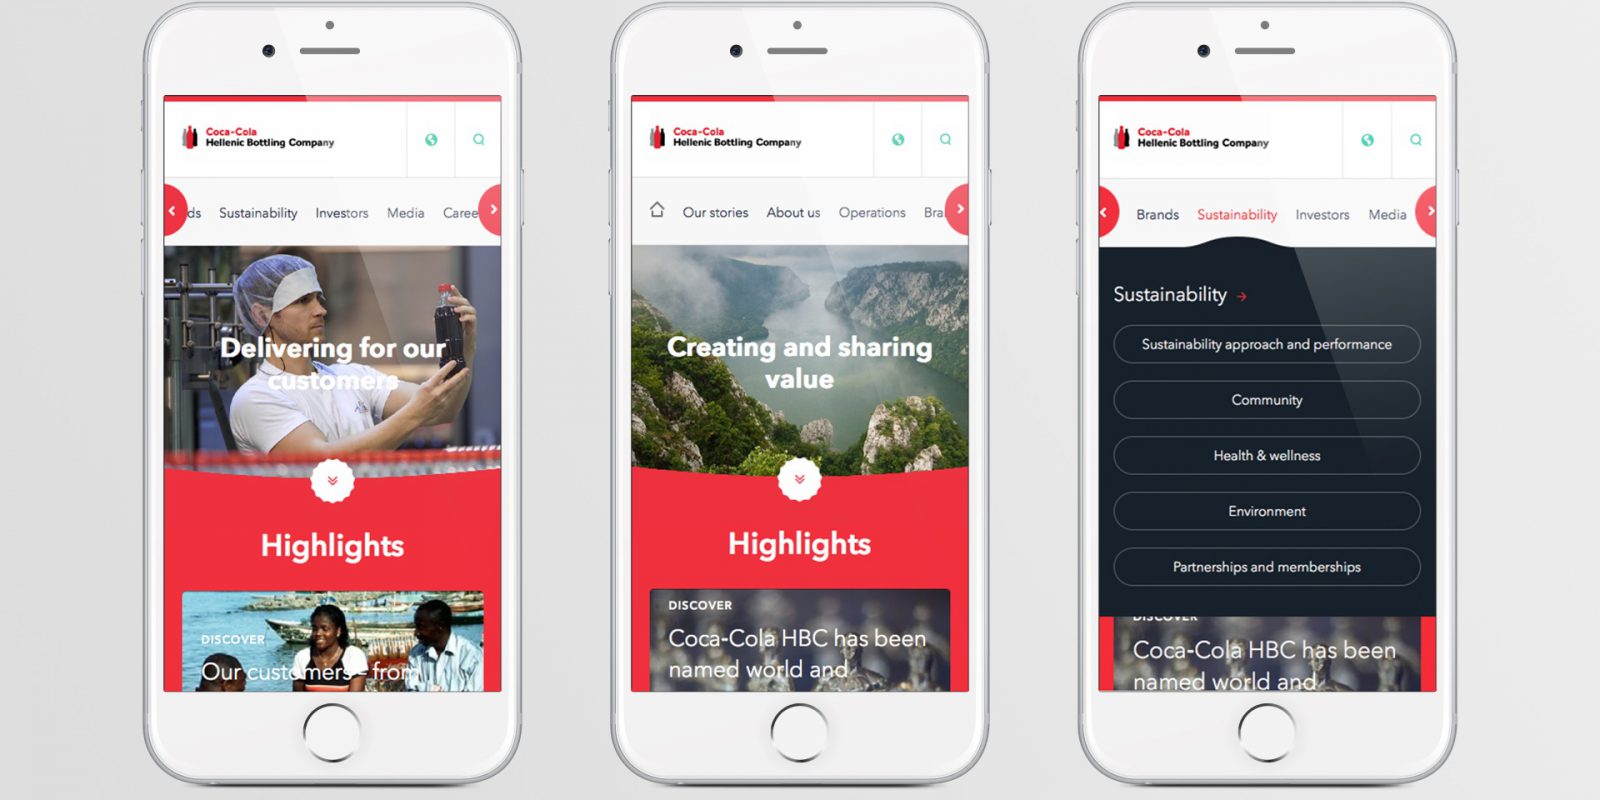 Coca-Cola
Hellenic Bottling Company
ds Sustainability Investors Media Caree
Delivering for our
customers
Highlights
DISCOVER
Our customers - from
Coca-Cola
Hellenic Bottling Company
Our stories About us Operations Bra
Creating and sharing
value
Highlights
DISCOVER
Coca-Cola HBC has been
named world and
Coca-Cola
Hellenic Bottling Company
Brands Sustainability Investors Media
Sustainability →
Sustainability approach and performance
Community
Health & wellness
Environment
Partnerships and memberships
DISCOVER
Coca-Cola HBC has been
named world and